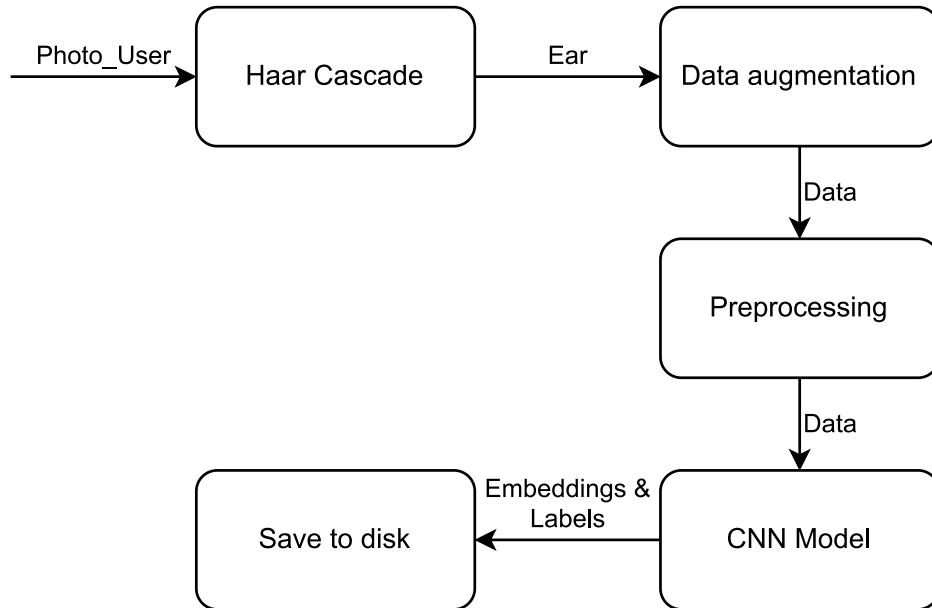 Photo_User
Haar Cascade
Ear
Data augmentation
Data
Preprocessing
Data
CNN Model
Embeddings &
Labels
Save to disk